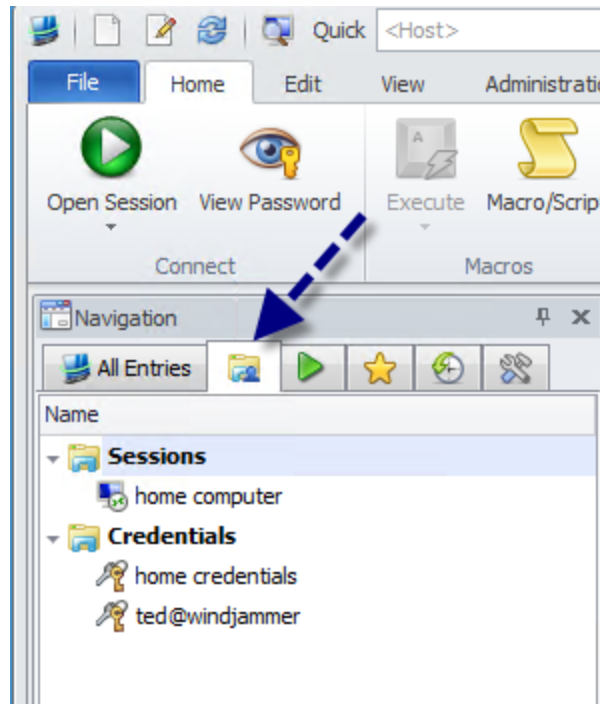 Quick <Host>
File Home Edit View Administrati
Open Session View Password Execute Macro/Scrip
Connect Macros
Navigation
All Entries
Name
Sessions
home computer
Credentials
home credentials
ted@windjammer